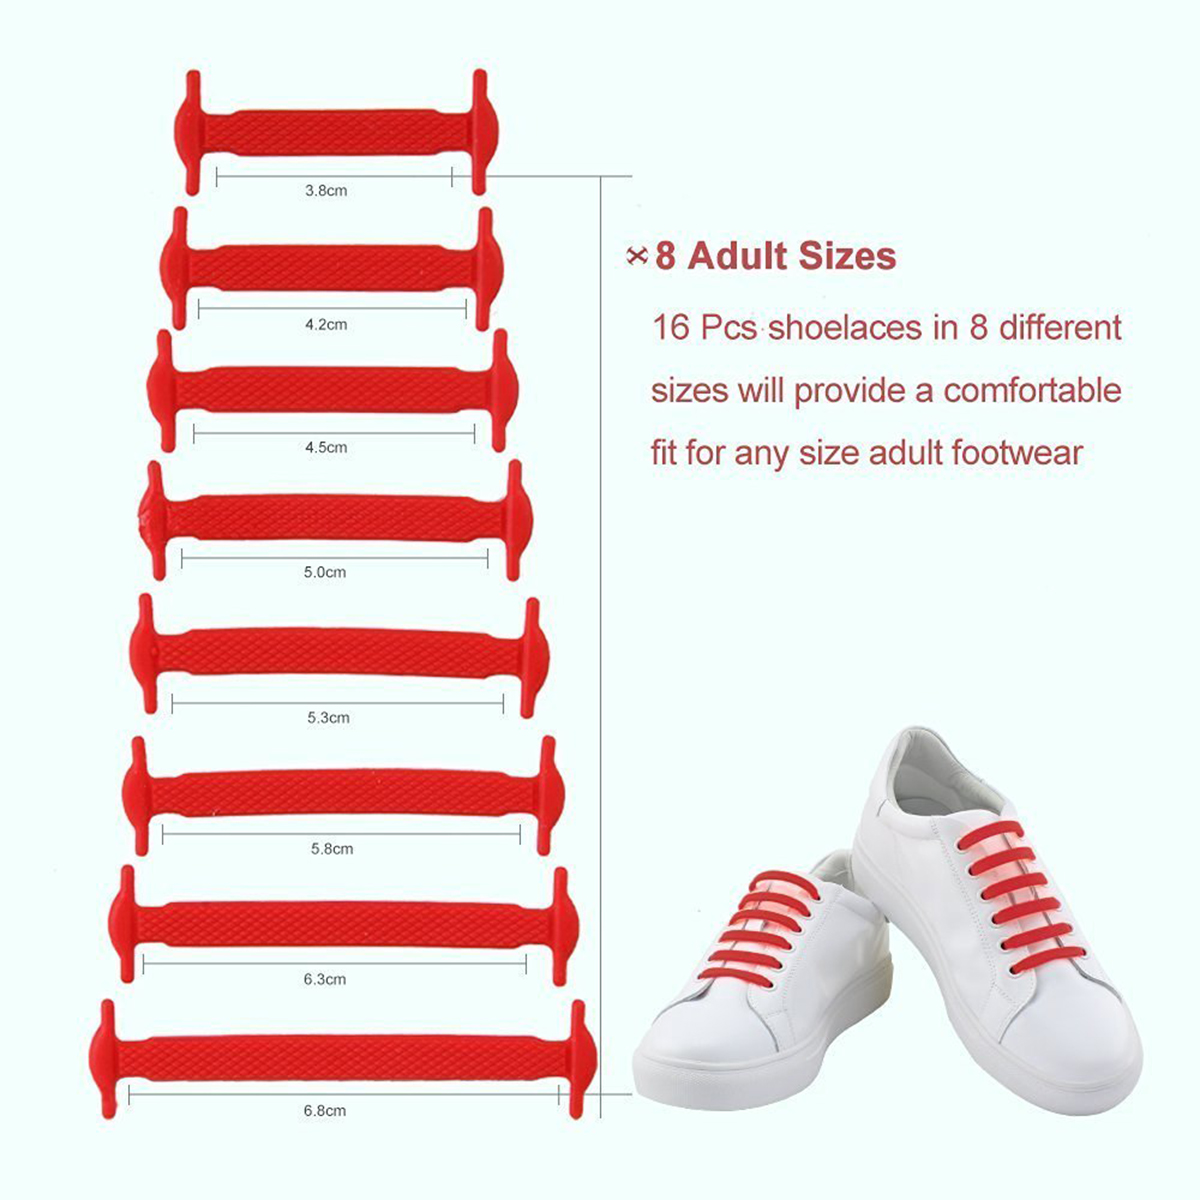 3.8cm
4.2cm
4.5cm
5.0cm
5.3cm
5.8cm
6.3cm
6.8cm
8 Adult Sizes
16 Pcs shoelaces in 8 different
sizes will provide a comfortable
fit for any size adult footwear